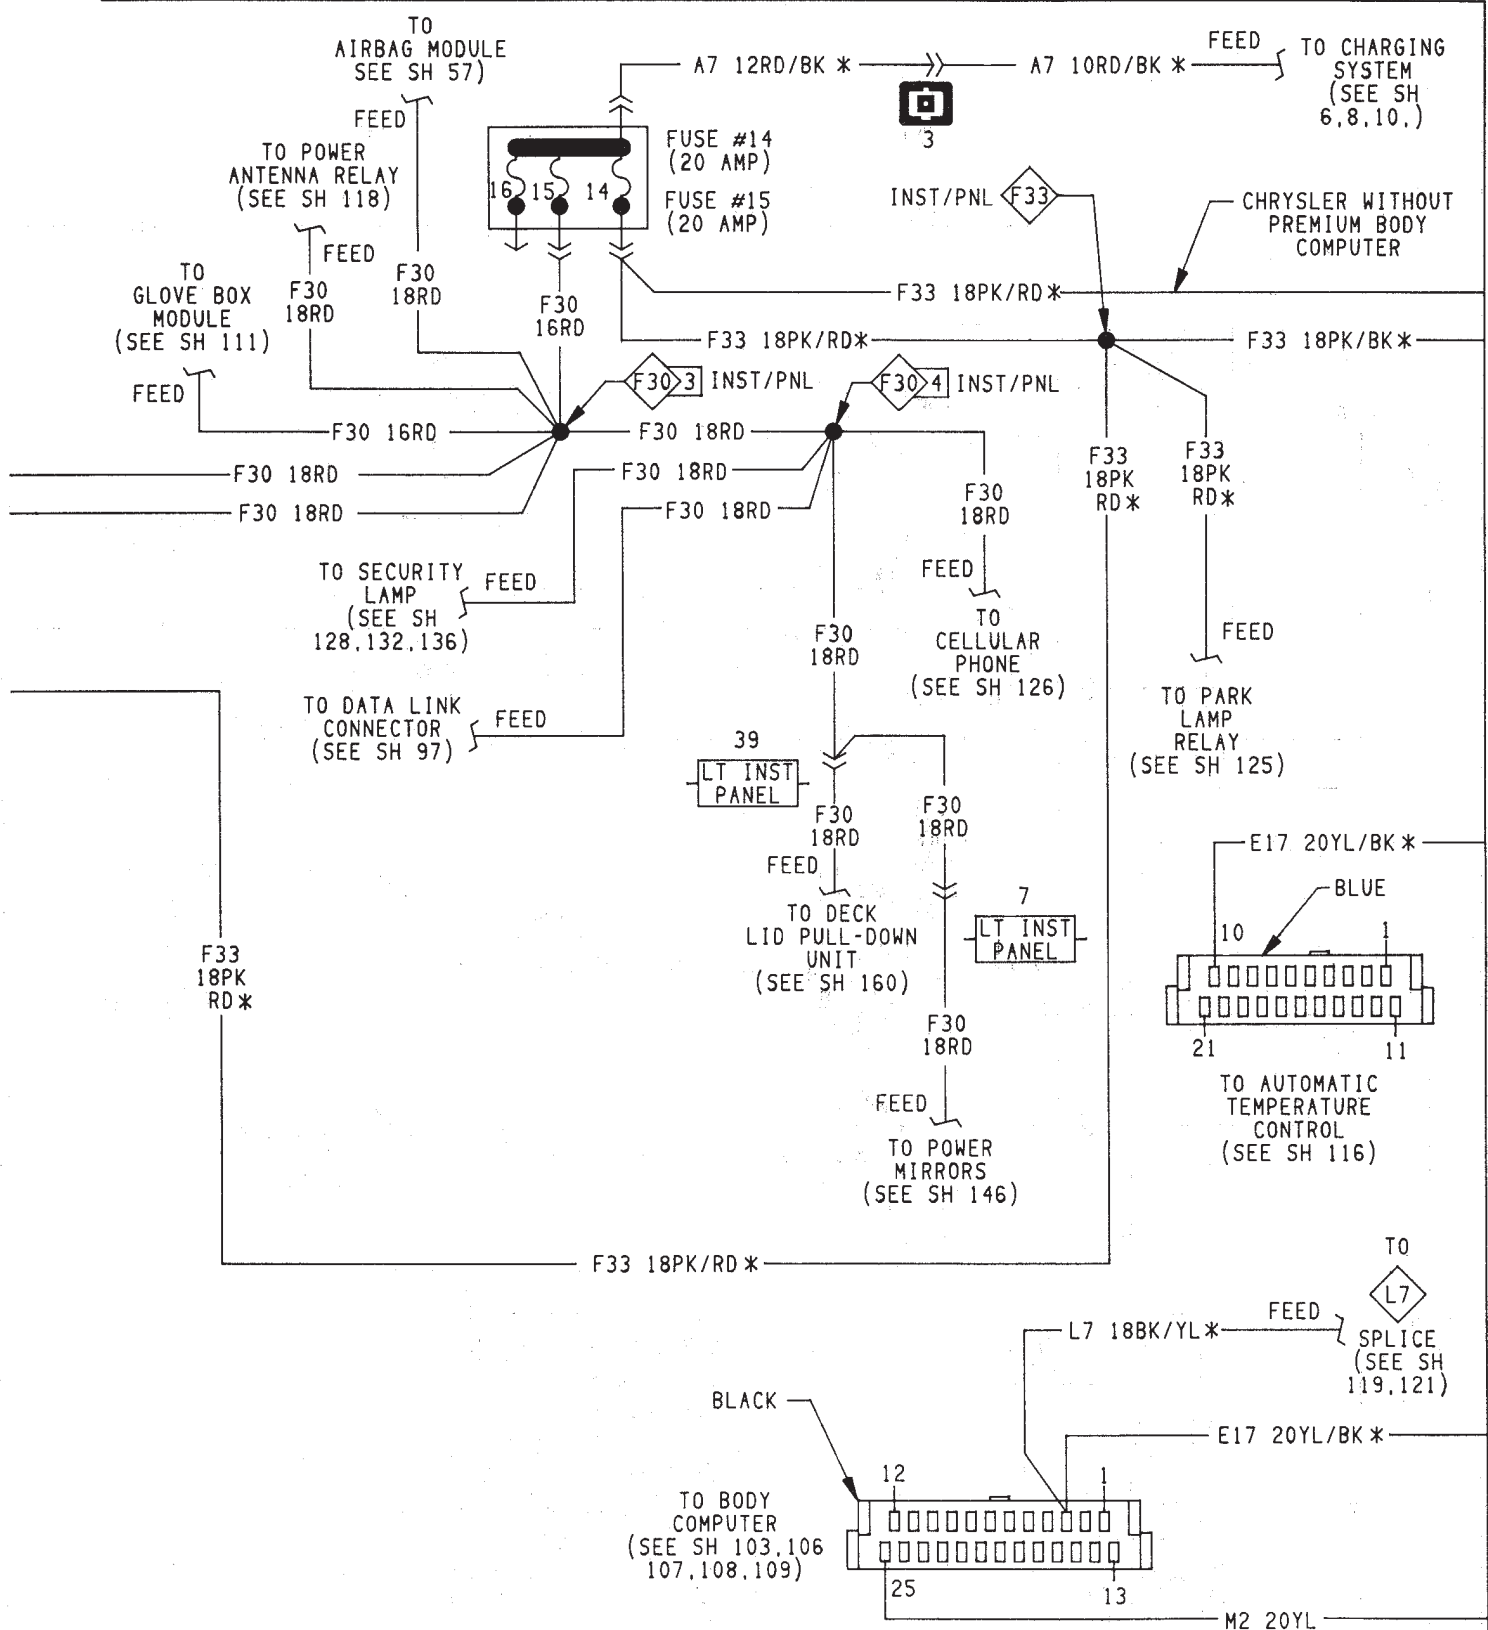 TO
AIRBAG MODULE
SEE SH 57)
FEED
A7 12RD/BK *
3
A7 10RD/BK *
FEED
TO CHARGING
SYSTEM
(SEE SH
6,8,10,)
TO POWER
ANTENNA RELAY
(SEE SH 118)
FEED
FUSE #14
(20 AMP)
FUSE #15
(20 AMP)
16
15
14
INST/PNL
F33
CHRYSLER WITHOUT
PREMIUM BODY
COMPUTER
TO
GLOVE BOX
MODULE
(SEE SH 111)
FEED
F30
18RD
F30
18RD
F30
16RD
F33 18PK/RD*
F33 18PK/RD*
F33 18PK/BK*
F30 3 INST/PNL
F30 4 INST/PNL
F30 16RD
F30 18RD
F30 18RD
F30 18RD
F30 18RD
F30 18RD
F30
18RD
F33
18PK
RD*
F33
18PK
RD*
TO SECURITY
LAMP
(SEE SH
128,132,136)
FEED
FEED
TO
CELLULAR
PHONE
(SEE SH 126)
F30
18RD
FEED
TO PARK
LAMP
RELAY
(SEE SH 125)
TO DATA LINK
CONNECTOR
(SEE SH 97)
FEED
39
LT INST
PANEL
F30
18RD
F30
18RD
FEED
TO DECK
LID PULL-DOWN
UNIT
(SEE SH 160)
7
LT INST
PANEL
E17 20YL/BK *
BLUE
10
1
21
11
TO AUTOMATIC
TEMPERATURE
CONTROL
(SEE SH 116)
F33
18PK
RD*
F30
18RD
FEED
TO POWER
MIRRORS
(SEE SH 146)
F33 18PK/RD *
TO
L7
SPLICE
(SEE SH
119,121)
FEED
L7 18BK/YL*
BLACK
E17 20YL/BK *
12
1
TO BODY
COMPUTER
(SEE SH 103,106
107,108,109)
25
13
M2 20YL